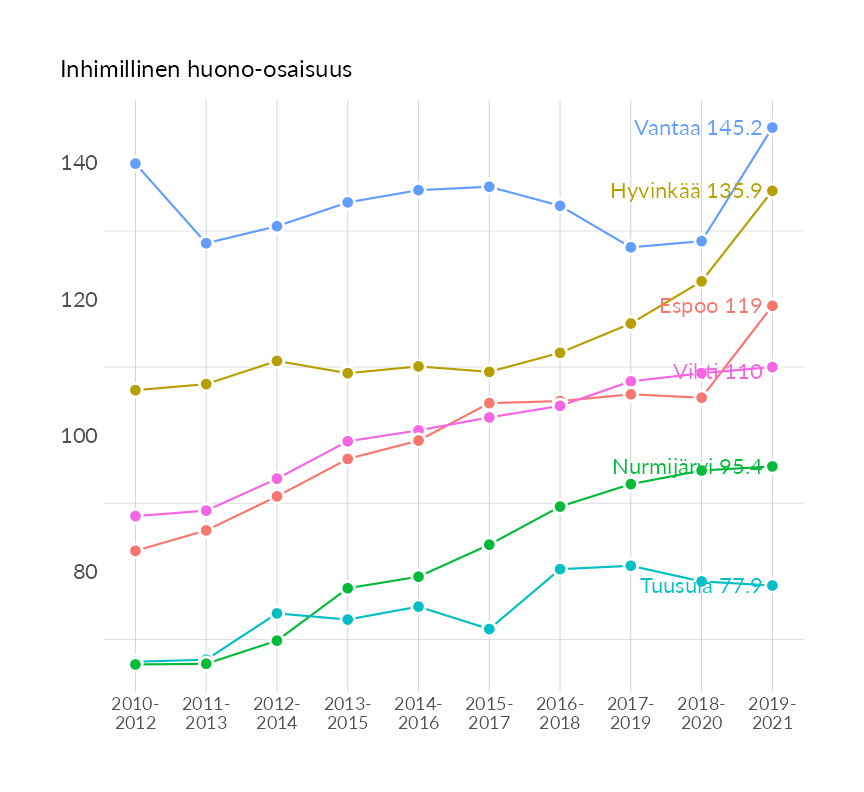 Inhimillinen huono-osaisuus
Vantaa 145.2
140
Hyvinkää 135.9
120
Espoo 119
Vihti 110
100
Nurmijärvi 95.4
80
Tuusula 77.9
2010- 2011- 2012- 2013- 2014- 2015- 2016- 2017- 2018- 2019-
2012 2013 2014 2015 2016 2017 2018 2019 2020 2021